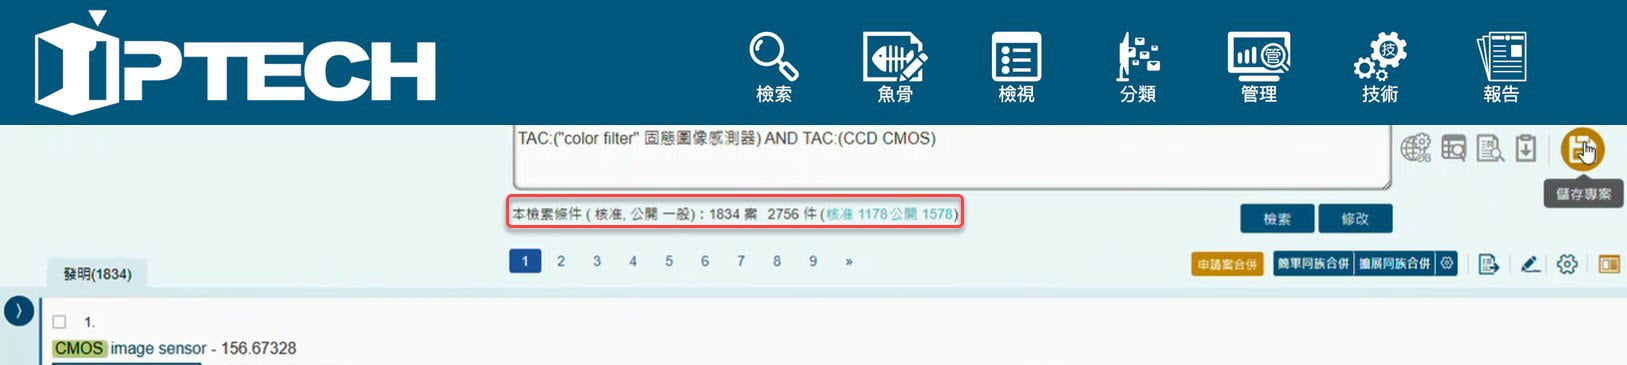 IPTECH
檢索 魚骨 檢視 分類 管理 技術 報告
TAC:("color filter" 固態圖像感測器) AND TAC:(CCD CMOS)
儲存專案
本檢索條件 ( 核准, 公開 一般)：1834 案 2756 件 (核准 1178 公開 1578)
檢索 修改
1 2 3 4 5 6 7 8 9 »
申請案合併 簡單同族合併 擴展同族合併
發明(1834)
1.
CMOS image sensor - 156.67328